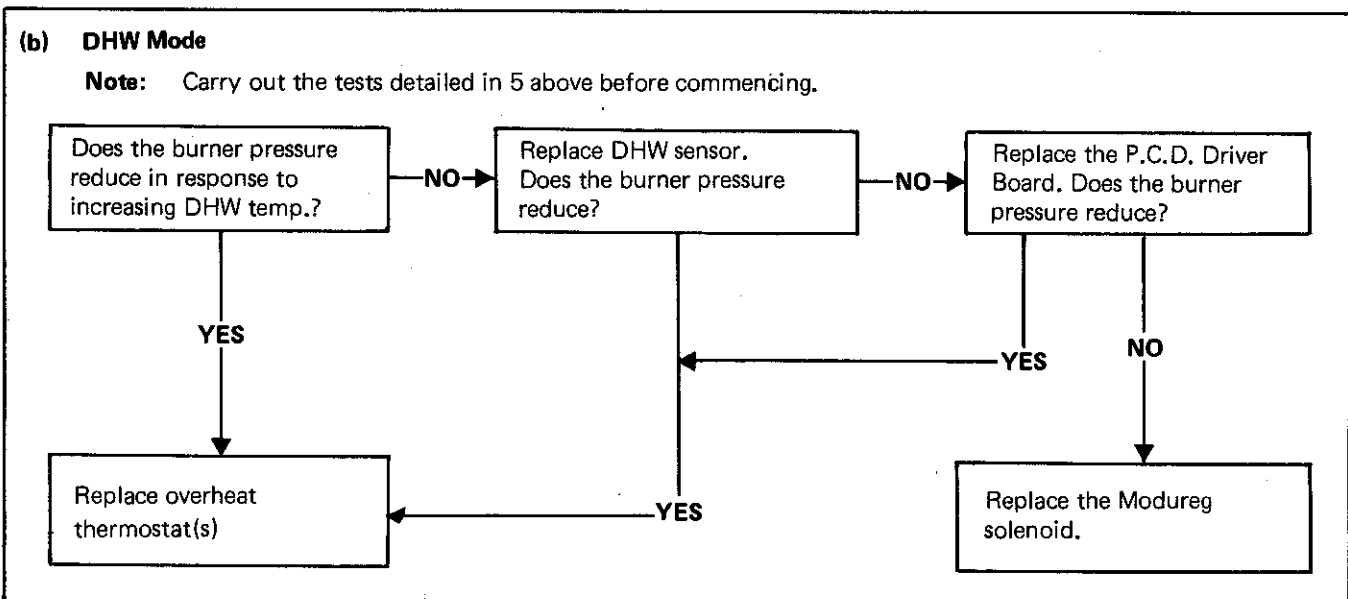 (b) DHW Mode
Note: Carry out the tests detailed in 5 above before commencing.
Does the burner pressure
reduce in response to
increasing DHW temp.?
NO
Replace DHW sensor.
Does the burner pressure
reduce?
NO
Replace the P.C.D. Driver
Board. Does the burner
pressure reduce?
YES
YES
NO
Replace overheat
thermostat(s)
YES
Replace the Modureg
solenoid.